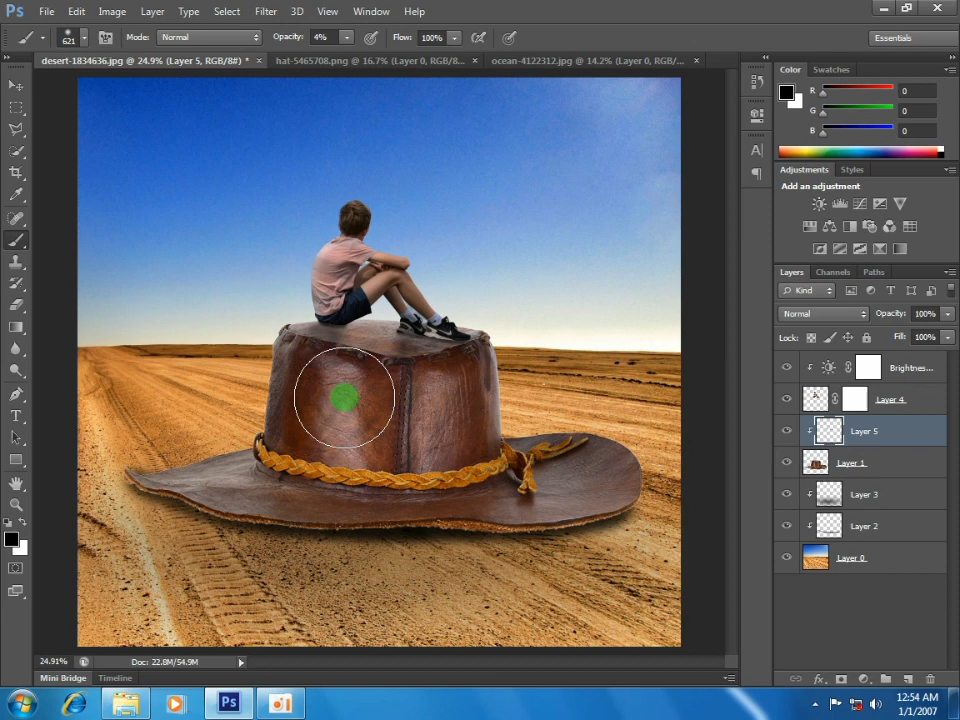 Ps File Edit Image Layer Type Select Filter 3D View Window Help
621 Mode: Normal Opacity: 4% Flow: 100% Essentials
desert-1834636.jpg @ 24.9% (Layer 5, RGB/8#) * × hat-5465708.png @ 16.7% (Layer 0, RGB/8... × ocean-4122312.jpg @ 14.2% (Layer 0, RGB/8... ×
Color Swatches
R 0
G 0
B 0
Adjustments Styles
Add an adjustment
Layers Channels Paths
Kind
Normal Opacity: 100%
Lock: Fill: 100%
Brightnes...
Layer 4
Layer 5
Layer 1
Layer 3
Layer 2
Layer 0
24.91% Doc: 22.8M/54.9M
Mini Bridge Timeline
Ps
12:54 AM
1/1/2007